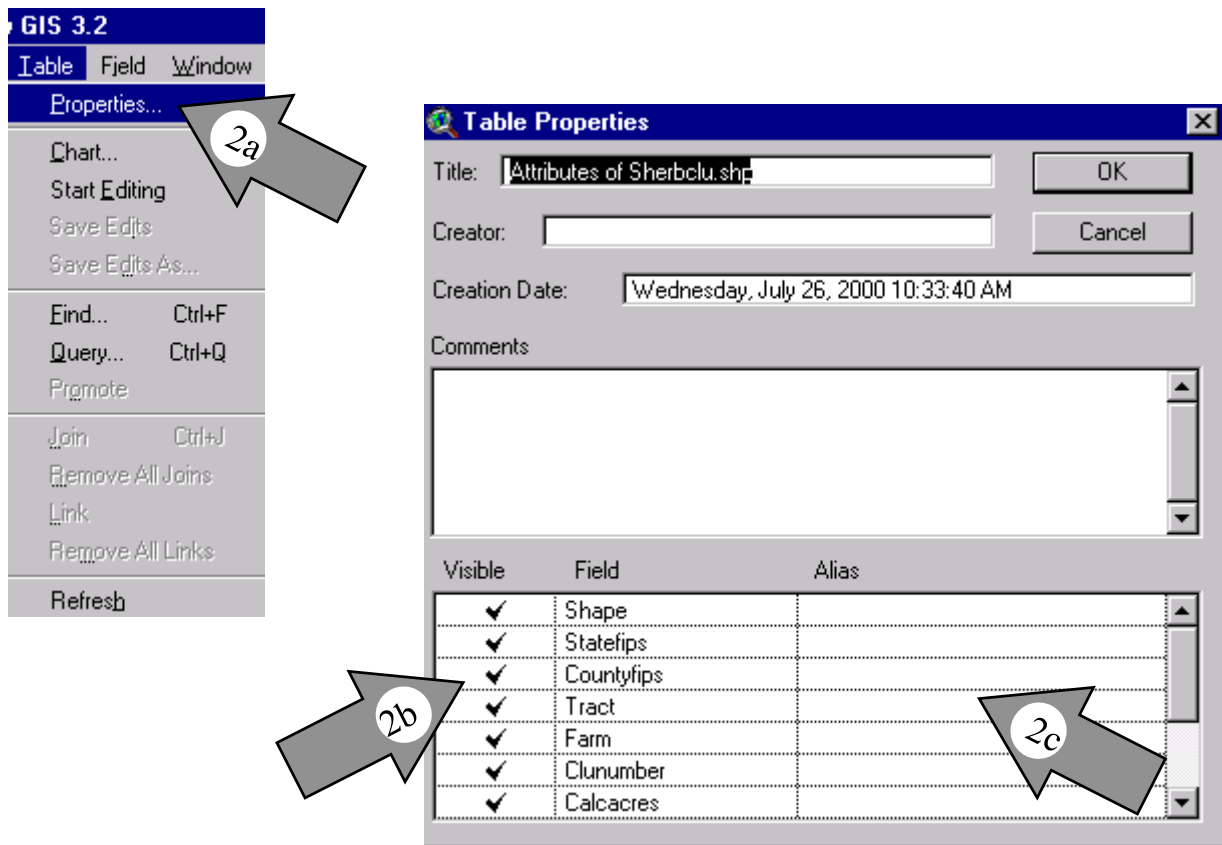 GIS 3.2
Table Field Window
Properties...
2a
Chart...
Start Editing
Save Edits
Save Edits As...
Find... Ctrl+F
Query... Ctrl+Q
Promote
Join Ctrl+J
Remove All Joins
Link
Remove All Links
Refresh
Table Properties
Title: Attributes of Sherbclu.shp
OK
Creator:
Cancel
Creation Date: Wednesday, July 26, 2000 10:33:40 AM
Comments
Visible Field Alias
Shape
Statefips
Countyfips
2b
Tract
2c
Farm
Clunumber
Calcacres